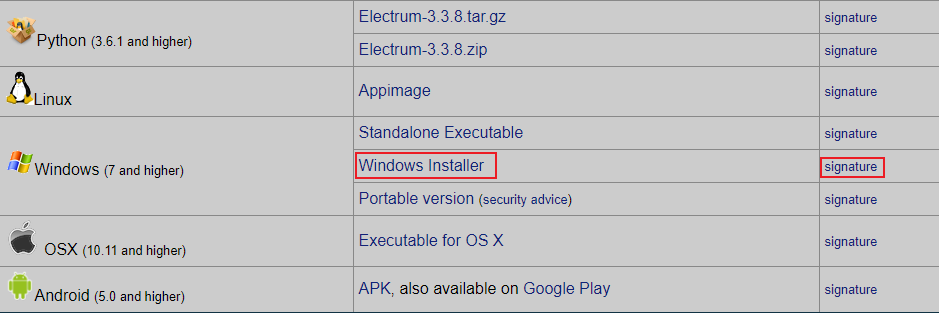 Electrum-3.3.8.tar.gz signature
Python (3.6.1 and higher)
Electrum-3.3.8.zip signature
Linux Appimage signature
Standalone Executable signature
Windows (7 and higher) Windows Installer signature
Portable version (security advice) signature
OSX (10.11 and higher) Executable for OS X signature
Android (5.0 and higher) APK, also available on Google Play signature